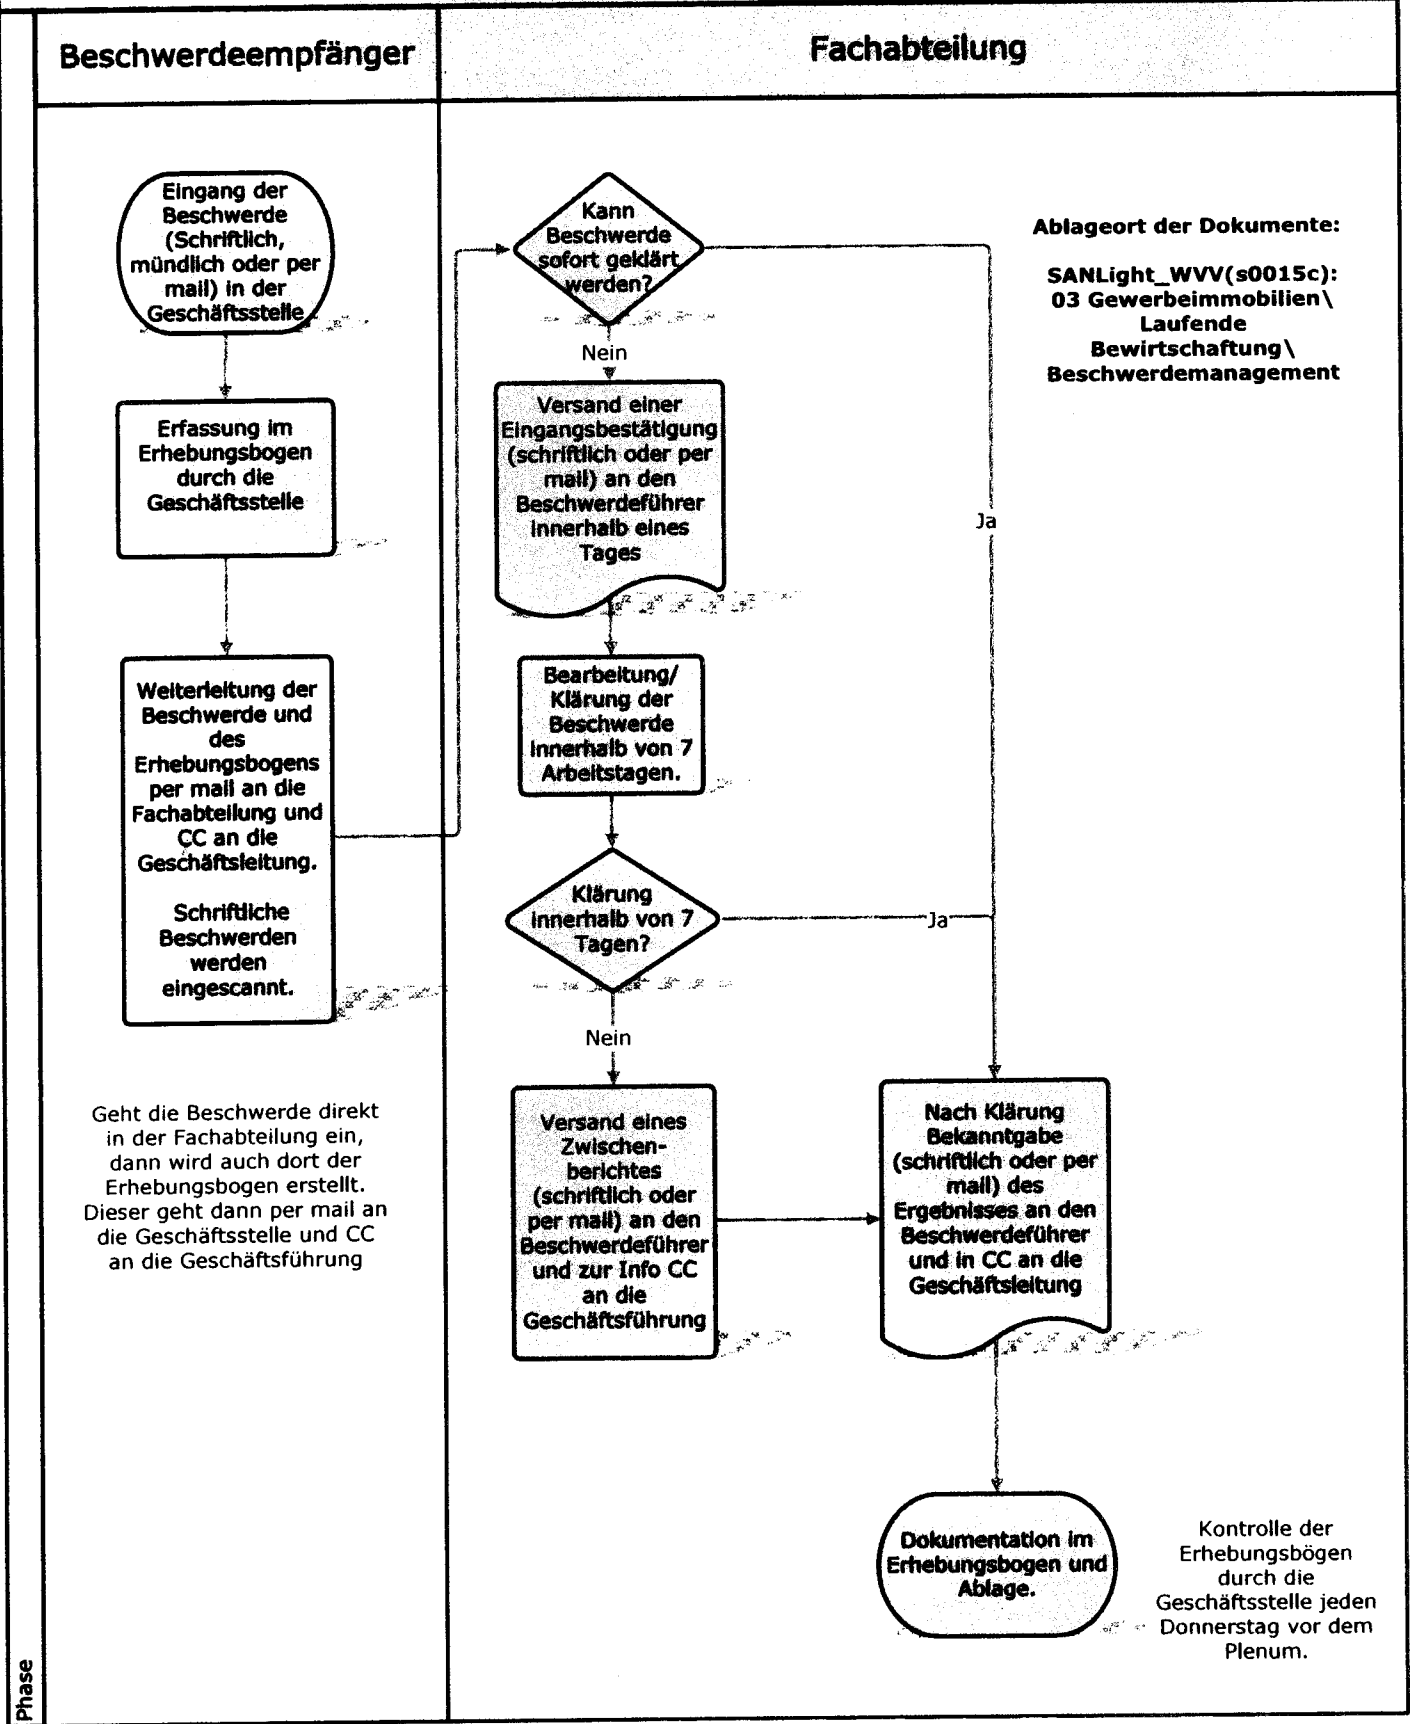 Beschwerdeempfänger
Fachabteilung
Eingang der
Beschwerde
(Schriftlich,
mündlich oder per
mail) in der
Geschäftsstelle
Erfassung im
Erhebungsbogen
durch die
Geschäftsstelle
Weiterleitung der
Beschwerde und
des
Erhebungsbogens
per mail an die
Fachabteilung und
CC an die
Geschäftsleitung.
Schriftliche
Beschwerden
werden
eingescannt.
Geht die Beschwerde direkt
in der Fachabteilung ein,
dann wird auch dort der
Erhebungsbogen erstellt.
Dieser geht dann per mail an
die Geschäftsstelle und CC
an die Geschäftsführung
Kann
Beschwerde
sofort geklärt
werden?
Nein
Versand einer
Eingangsbestätigung
(schriftlich oder per
mail) an den
Beschwerdeführer
innerhalb eines
Tages
Bearbeitung/
Klärung der
Beschwerde
innerhalb von 7
Arbeitstagen.
Klärung
innerhalb von 7
Tagen?
Nein
Versand eines
Zwischen-
berichtes
(schriftlich oder
per mail) an den
Beschwerdeführer
und zur Info CC
an die
Geschäftsführung
Ablageort der Dokumente:
SANLight_WVV(s0015c):
03 Gewerbeimmobilien\
Laufende
Bewirtschaftung\
Beschwerdemanagement
Ja
Ja
Nach Klärung
Bekanntgabe
(schriftlich oder per
mail) des
Ergebnisses an den
Beschwerdeführer
und in CC an die
Geschäftsleitung
Dokumentation im
Erhebungsbogen und
Ablage.
Kontrolle der
Erhebungsbögen
durch die
Geschäftsstelle jeden
Donnerstag vor dem
Plenum.
Phase